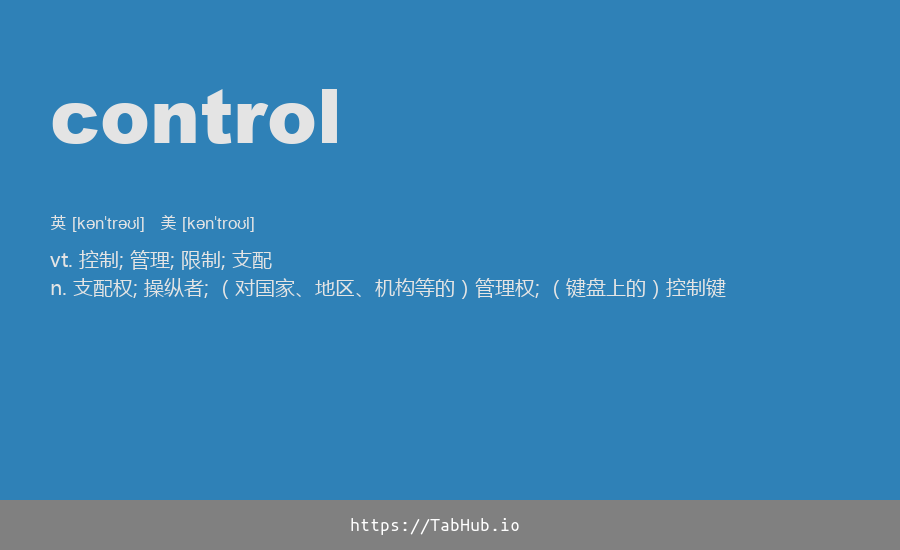 control
英 [kən'trəʊl] 美 [kən'troʊl]
vt. 控制; 管理; 限制; 支配
n. 支配权; 操纵者; （对国家、地区、机构等的）管理权; （键盘上的）控制键
https://TabHub.io